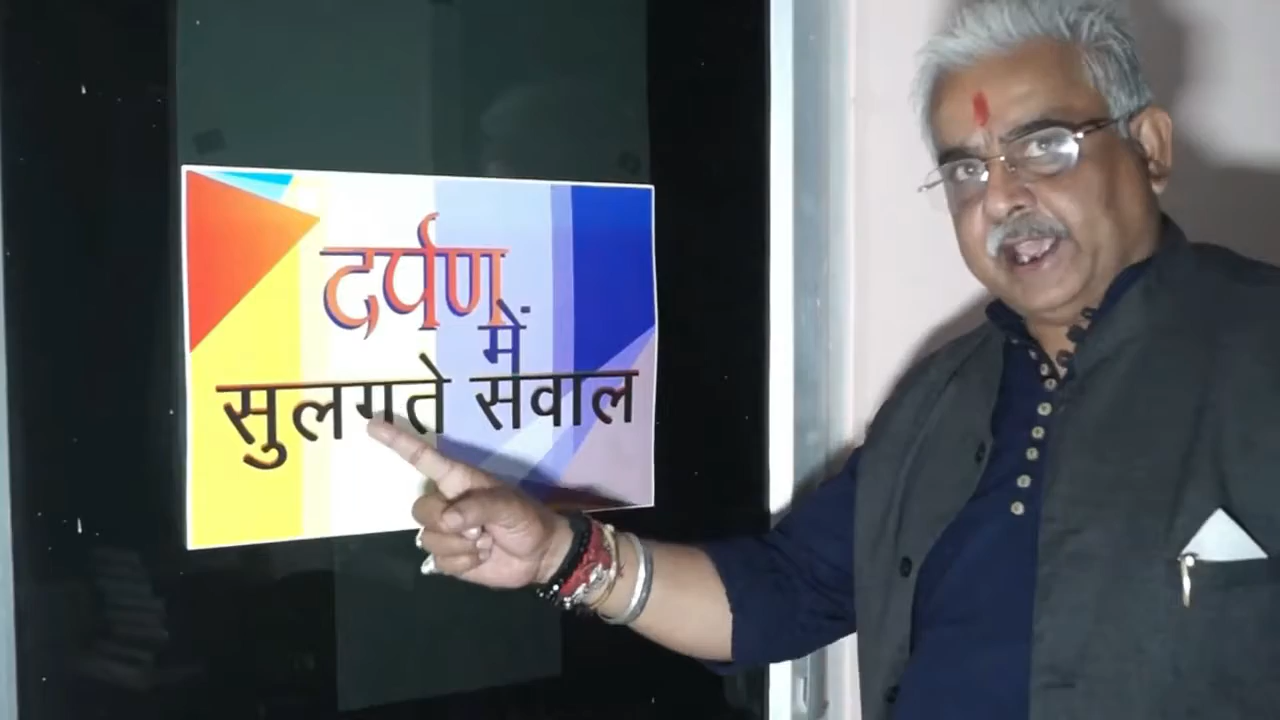 दर्पण
में
सुलगते सवाल